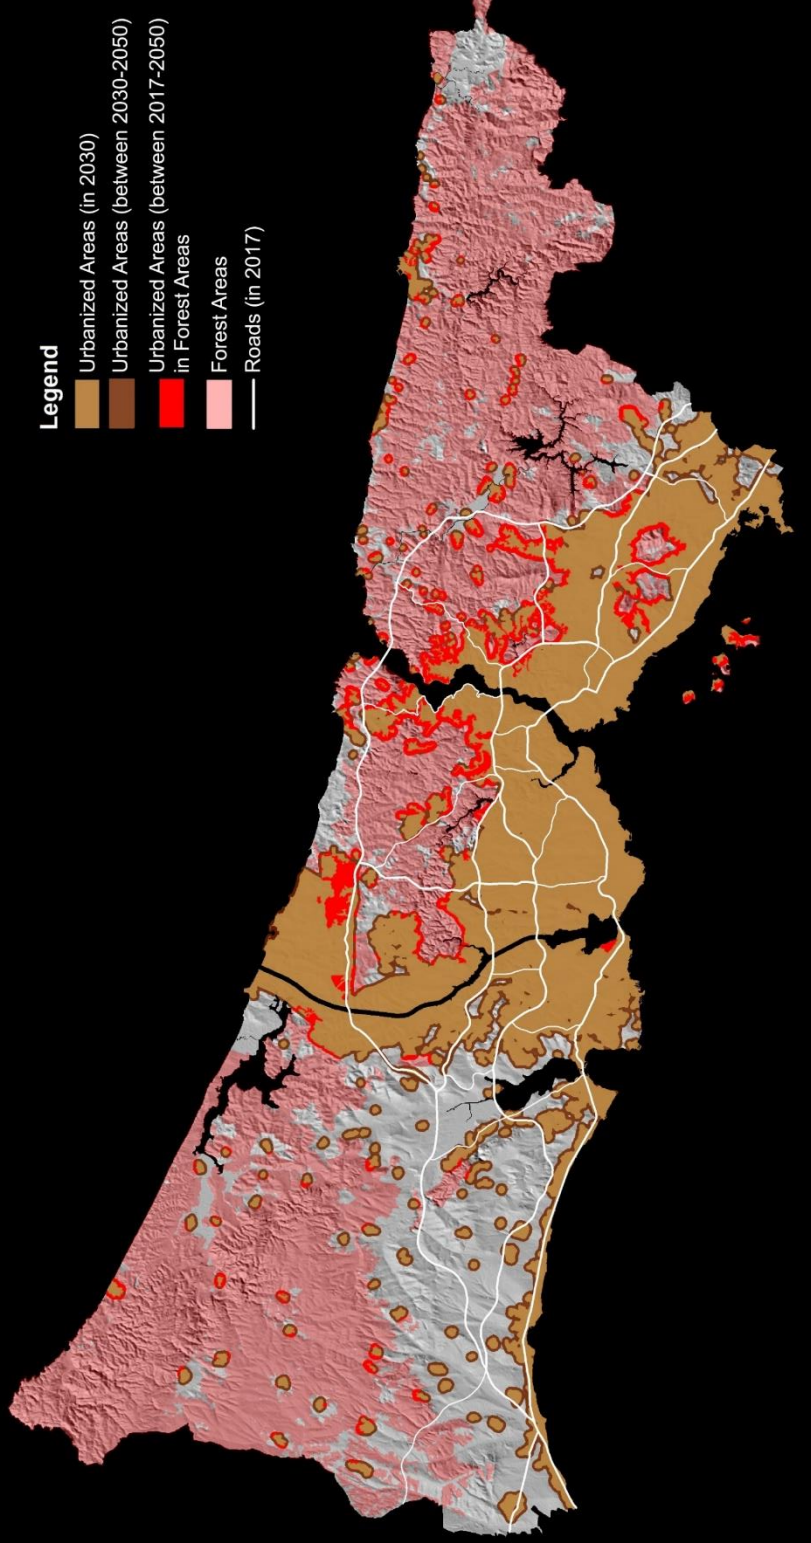 Legend
Urbanized Areas (in 2030)
Urbanized Areas (between 2030-2050)
Urbanized Areas (between 2017-2050)
in Forest Areas
Forest Areas
Roads (in 2017)